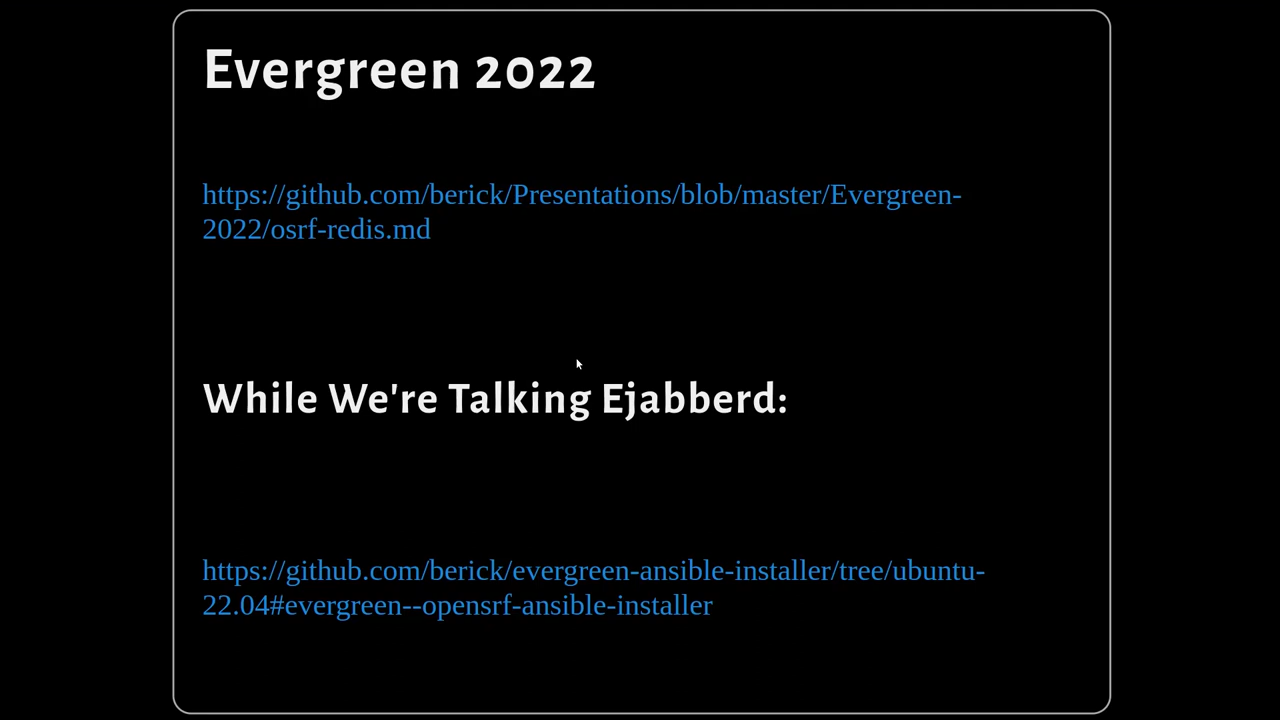 Evergreen 2022
https://github.com/berick/Presentations/blob/master/Evergreen-
2022/osrf-redis.md
While We're Talking Ejabberd:
https://github.com/berick/evergreen-ansible-installer/tree/ubuntu-
22.04#evergreen--opensrf-ansible-installer